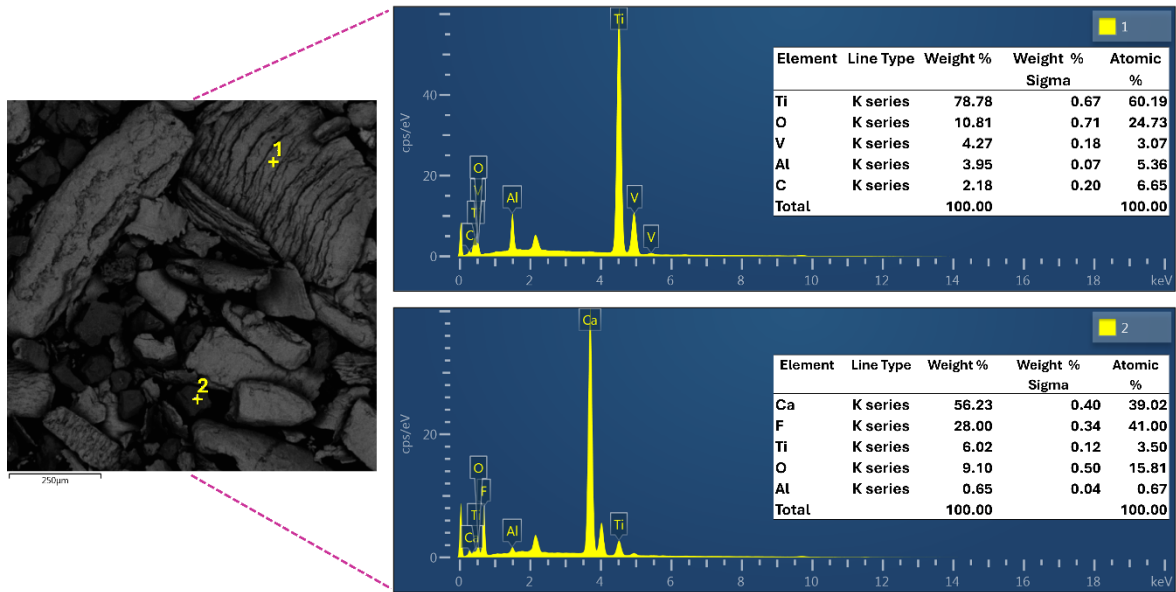 1
2
250µm
cps/eV
40
20
0
Ti
O
V
T
C
Al
V
V
0 2 4 6 8 10 12 14 16 18 keV
1
Element Line Type Weight % Weight % Sigma Atomic %
Ti K series 78.78 0.67 60.19
O K series 10.81 0.71 24.73
V K series 4.27 0.18 3.07
Al K series 3.95 0.07 5.36
C K series 2.18 0.20 6.65
Total 100.00 100.00
cps/eV
20
0
Ca
O
F
T
C
Al
Ti
0 2 4 6 8 10 12 14 16 18 keV
2
Element Line Type Weight % Weight % Sigma Atomic %
Ca K series 56.23 0.40 39.02
F K series 28.00 0.34 41.00
Ti K series 6.02 0.12 3.50
O K series 9.10 0.50 15.81
Al K series 0.65 0.04 0.67
Total 100.00 100.00